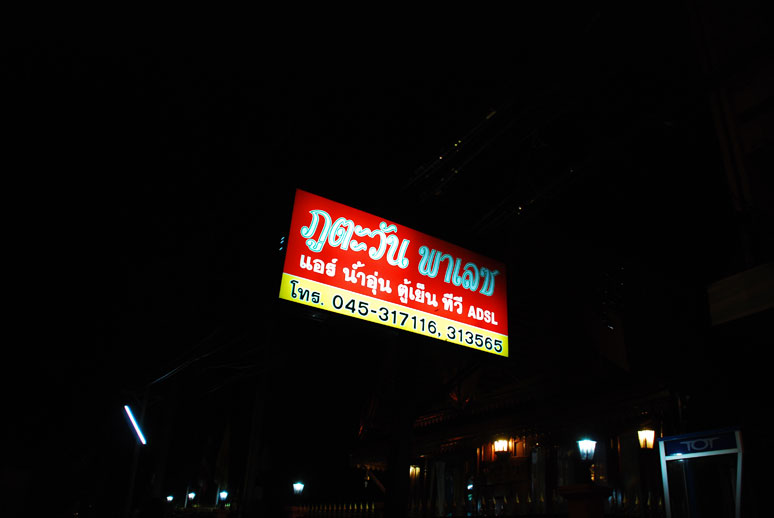 ภูตะวัน พาเลซ
แอร์ น้ำอุ่น ตู้เย็น ทีวี ADSL
โทร. 045-317116, 313565
TOT